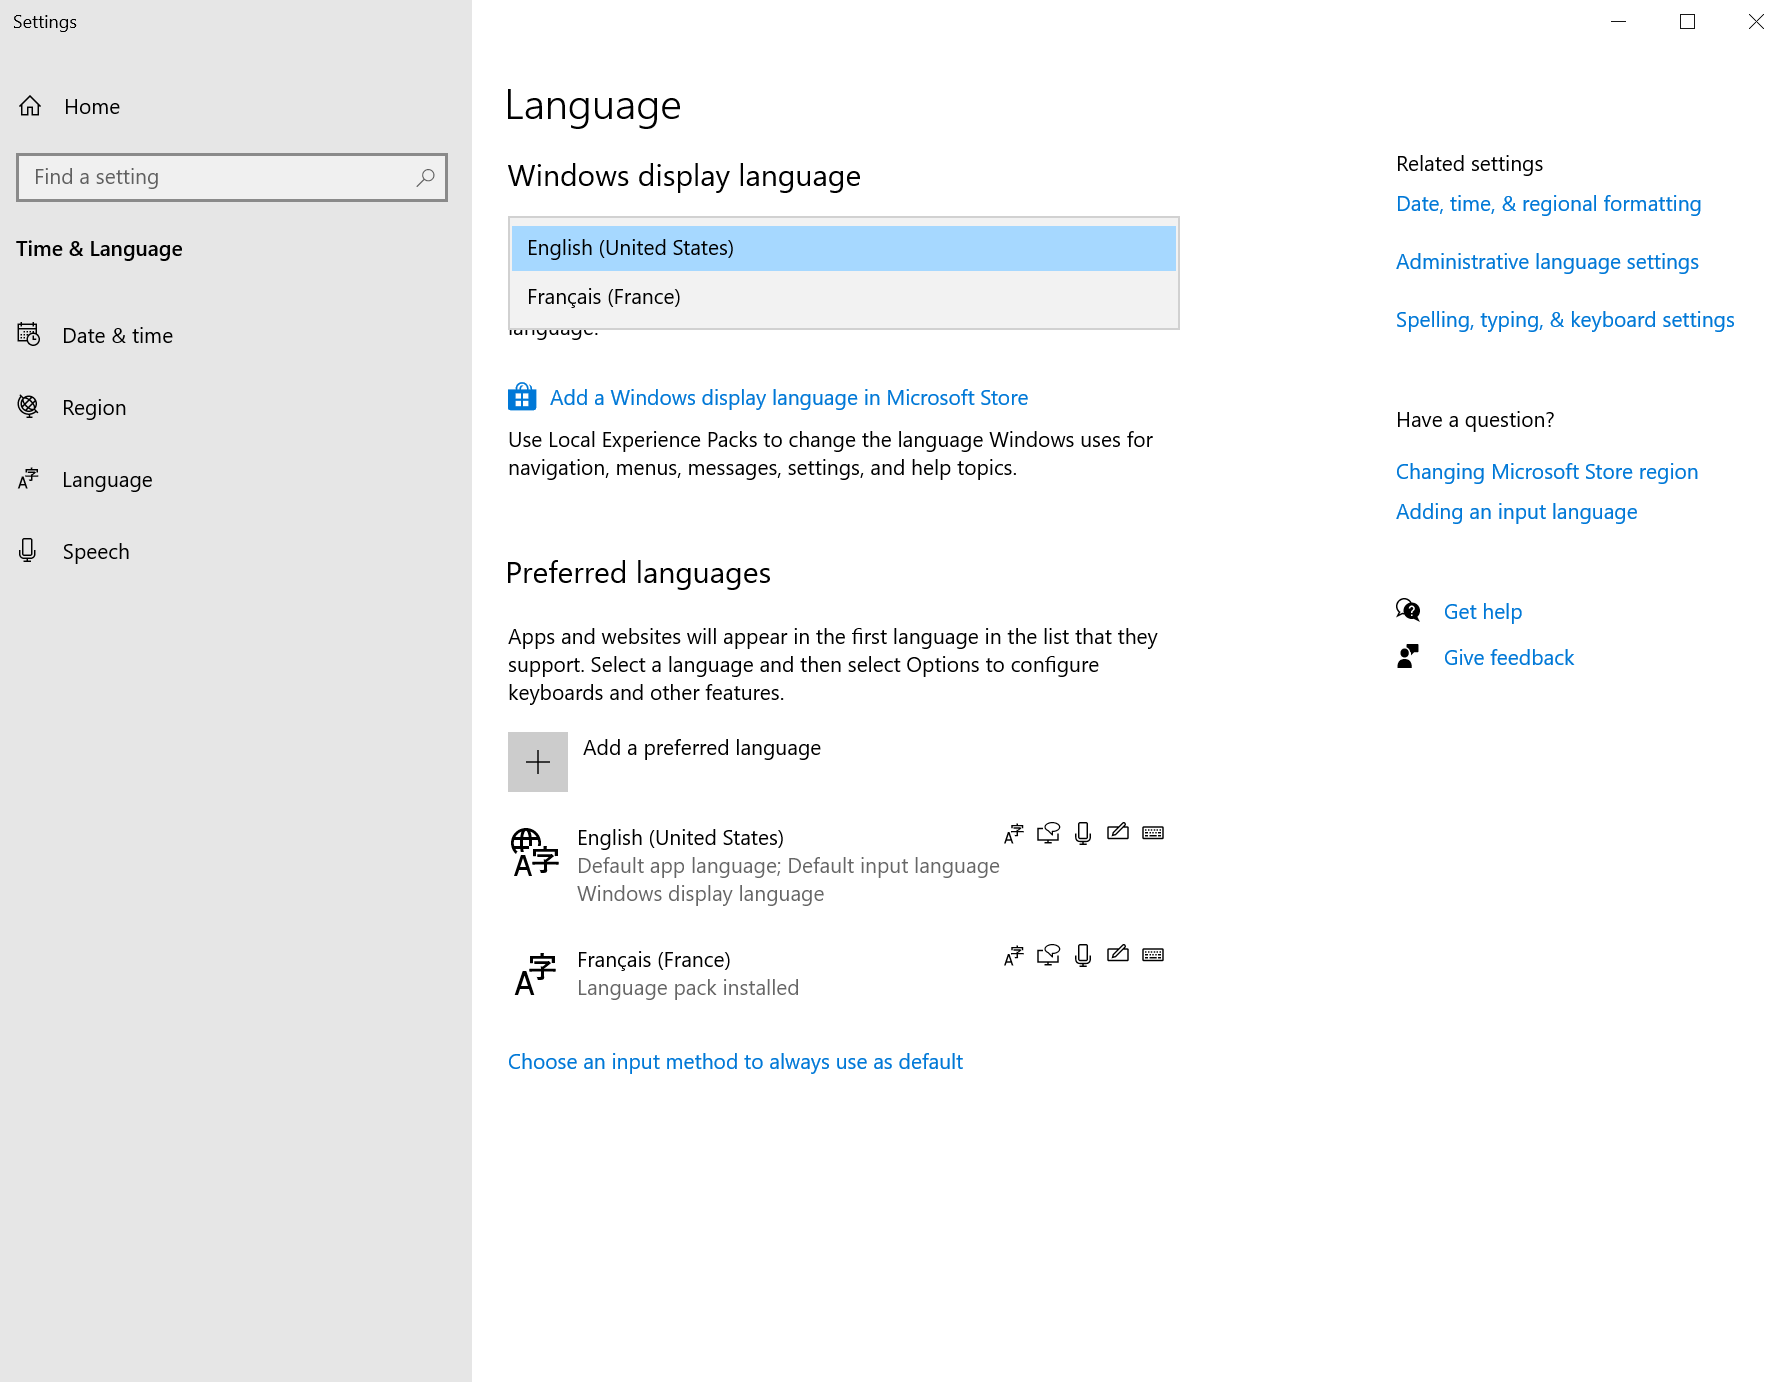 Settings
Home
Find a setting
Time & Language
Date & time
Region
Language
Speech
Language
Windows display language
English (United States)
Français (France)
language.
Add a Windows display language in Microsoft Store
Use Local Experience Packs to change the language Windows uses for
navigation, menus, messages, settings, and help topics.
Preferred languages
Apps and websites will appear in the first language in the list that they
support. Select a language and then select Options to configure
keyboards and other features.
Add a preferred language
English (United States)
Default app language; Default input language
Windows display language
Français (France)
Language pack installed
Choose an input method to always use as default
Related settings
Date, time, & regional formatting
Administrative language settings
Spelling, typing, & keyboard settings
Have a question?
Changing Microsoft Store region
Adding an input language
Get help
Give feedback